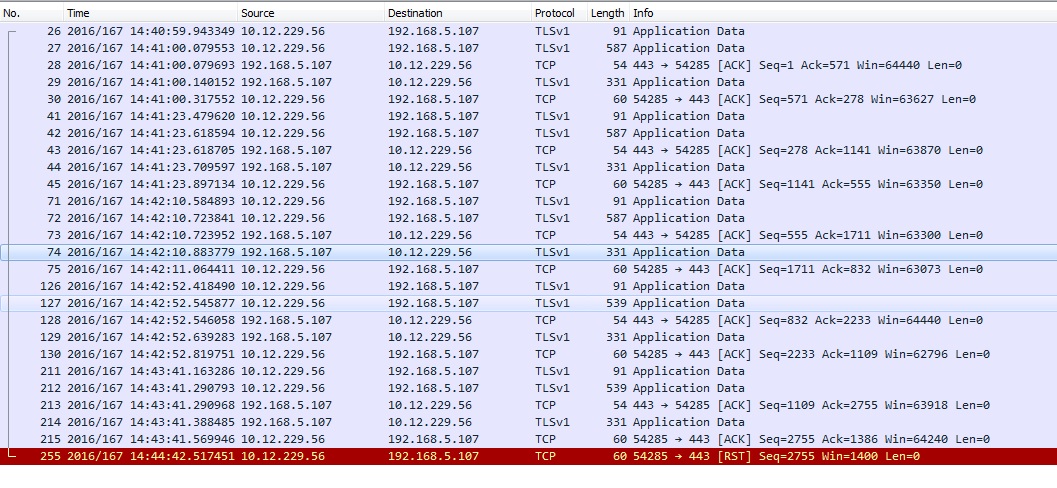 No. Time Source Destination Protocol Length Info
26 2016/167 14:40:59.943349 10.12.229.56 192.168.5.107 TLSv1 91 Application Data
27 2016/167 14:41:00.079553 10.12.229.56 192.168.5.107 TLSv1 587 Application Data
28 2016/167 14:41:00.079693 192.168.5.107 10.12.229.56 TCP 54 443 → 54285 [ACK] Seq=1 Ack=571 Win=64440 Len=0
29 2016/167 14:41:00.140152 192.168.5.107 10.12.229.56 TLSv1 331 Application Data
30 2016/167 14:41:00.317552 10.12.229.56 192.168.5.107 TCP 60 54285 → 443 [ACK] Seq=571 Ack=278 Win=63627 Len=0
41 2016/167 14:41:23.479620 10.12.229.56 192.168.5.107 TLSv1 91 Application Data
42 2016/167 14:41:23.618594 10.12.229.56 192.168.5.107 TLSv1 587 Application Data
43 2016/167 14:41:23.618705 192.168.5.107 10.12.229.56 TCP 54 443 → 54285 [ACK] Seq=278 Ack=1141 Win=63870 Len=0
44 2016/167 14:41:23.709597 192.168.5.107 10.12.229.56 TLSv1 331 Application Data
45 2016/167 14:41:23.897134 10.12.229.56 192.168.5.107 TCP 60 54285 → 443 [ACK] Seq=1141 Ack=555 Win=63350 Len=0
71 2016/167 14:42:10.584893 10.12.229.56 192.168.5.107 TLSv1 91 Application Data
72 2016/167 14:42:10.723841 10.12.229.56 192.168.5.107 TLSv1 587 Application Data
73 2016/167 14:42:10.723952 192.168.5.107 10.12.229.56 TCP 54 443 → 54285 [ACK] Seq=555 Ack=1711 Win=63300 Len=0
74 2016/167 14:42:10.883779 192.168.5.107 10.12.229.56 TLSv1 331 Application Data
75 2016/167 14:42:11.064411 10.12.229.56 192.168.5.107 TCP 60 54285 → 443 [ACK] Seq=1711 Ack=832 Win=63073 Len=0
126 2016/167 14:42:52.418490 10.12.229.56 192.168.5.107 TLSv1 91 Application Data
127 2016/167 14:42:52.545877 10.12.229.56 192.168.5.107 TLSv1 539 Application Data
128 2016/167 14:42:52.546058 192.168.5.107 10.12.229.56 TCP 54 443 → 54285 [ACK] Seq=832 Ack=2233 Win=64440 Len=0
129 2016/167 14:42:52.639283 192.168.5.107 10.12.229.56 TLSv1 331 Application Data
130 2016/167 14:42:52.819751 10.12.229.56 192.168.5.107 TCP 60 54285 → 443 [ACK] Seq=2233 Ack=1109 Win=62796 Len=0
211 2016/167 14:43:41.163286 10.12.229.56 192.168.5.107 TLSv1 91 Application Data
212 2016/167 14:43:41.290793 10.12.229.56 192.168.5.107 TLSv1 539 Application Data
213 2016/167 14:43:41.290968 192.168.5.107 10.12.229.56 TCP 54 443 → 54285 [ACK] Seq=1109 Ack=2755 Win=63918 Len=0
214 2016/167 14:43:41.388485 192.168.5.107 10.12.229.56 TLSv1 331 Application Data
215 2016/167 14:43:41.569946 10.12.229.56 192.168.5.107 TCP 60 54285 → 443 [ACK] Seq=2755 Ack=1386 Win=64240 Len=0
255 2016/167 14:44:42.517451 10.12.229.56 192.168.5.107 TCP 60 54285 → 443 [RST] Seq=2755 Win=1400 Len=0